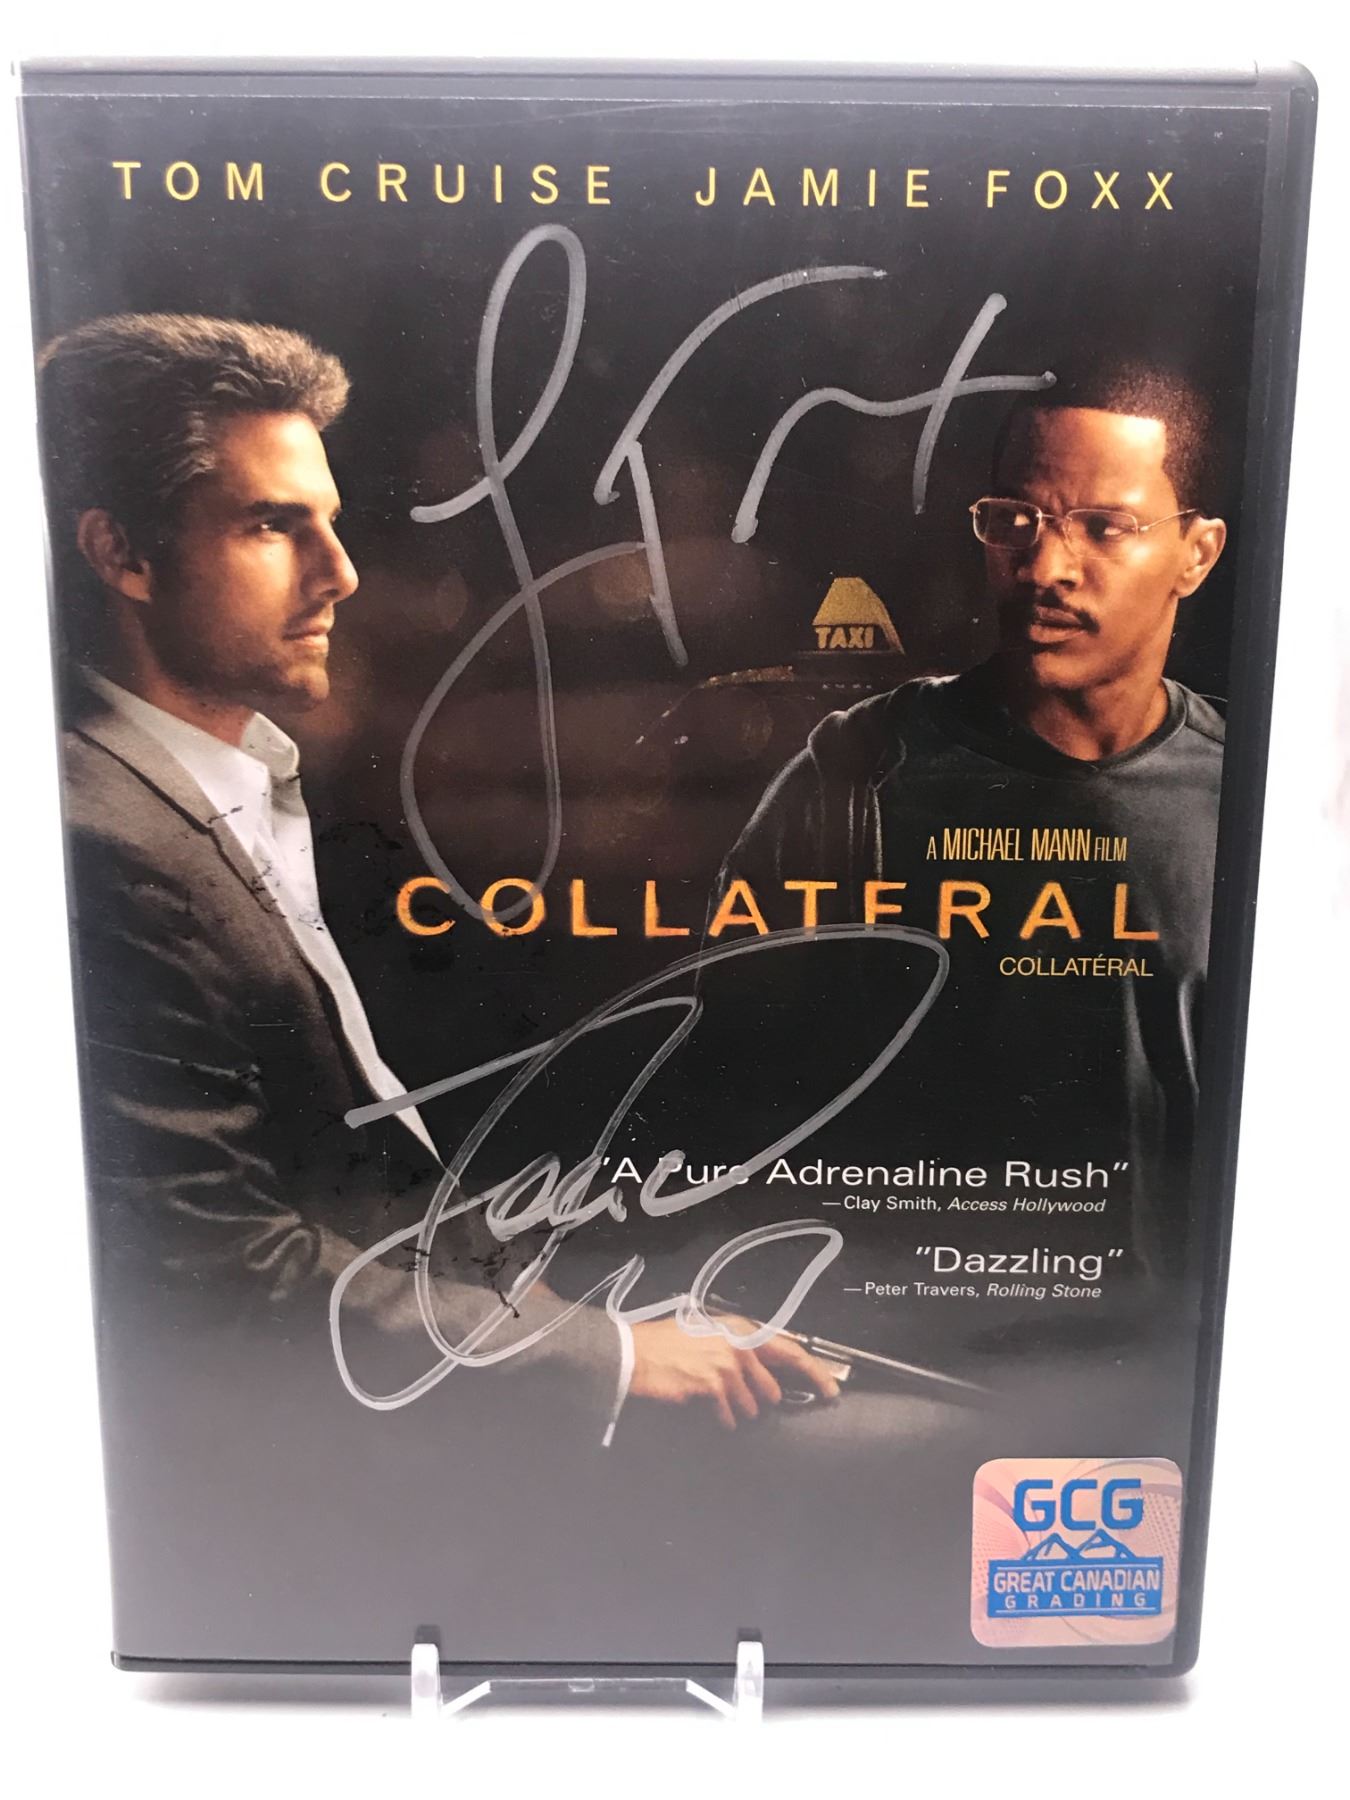 TOM CRUISE JAMIE FOXX
TAXI
A MICHAEL MANN FILM
COLLATERAL
COLLATÉRAL
"A Pure Adrenaline Rush"
—Clay Smith, Access Hollywood
"Dazzling"
—Peter Travers, Rolling Stone
GCG
GREAT CANADIAN
GRADING